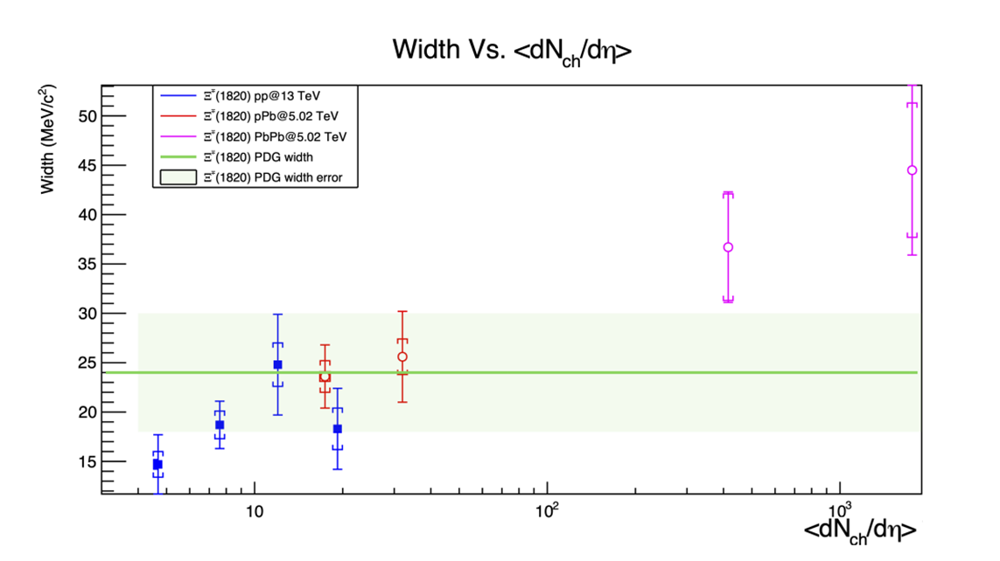 Width Vs. <dN_ch/dη>
Width (MeV/c²)
Ξ^∓(1820) pp@13 TeV
Ξ^∓(1820) pPb@5.02 TeV
Ξ^∓(1820) PbPb@5.02 TeV
Ξ^∓(1820) PDG width
Ξ^∓(1820) PDG width error
50
45
40
35
30
25
20
15
10
10²
10³
<dN_ch/dη>